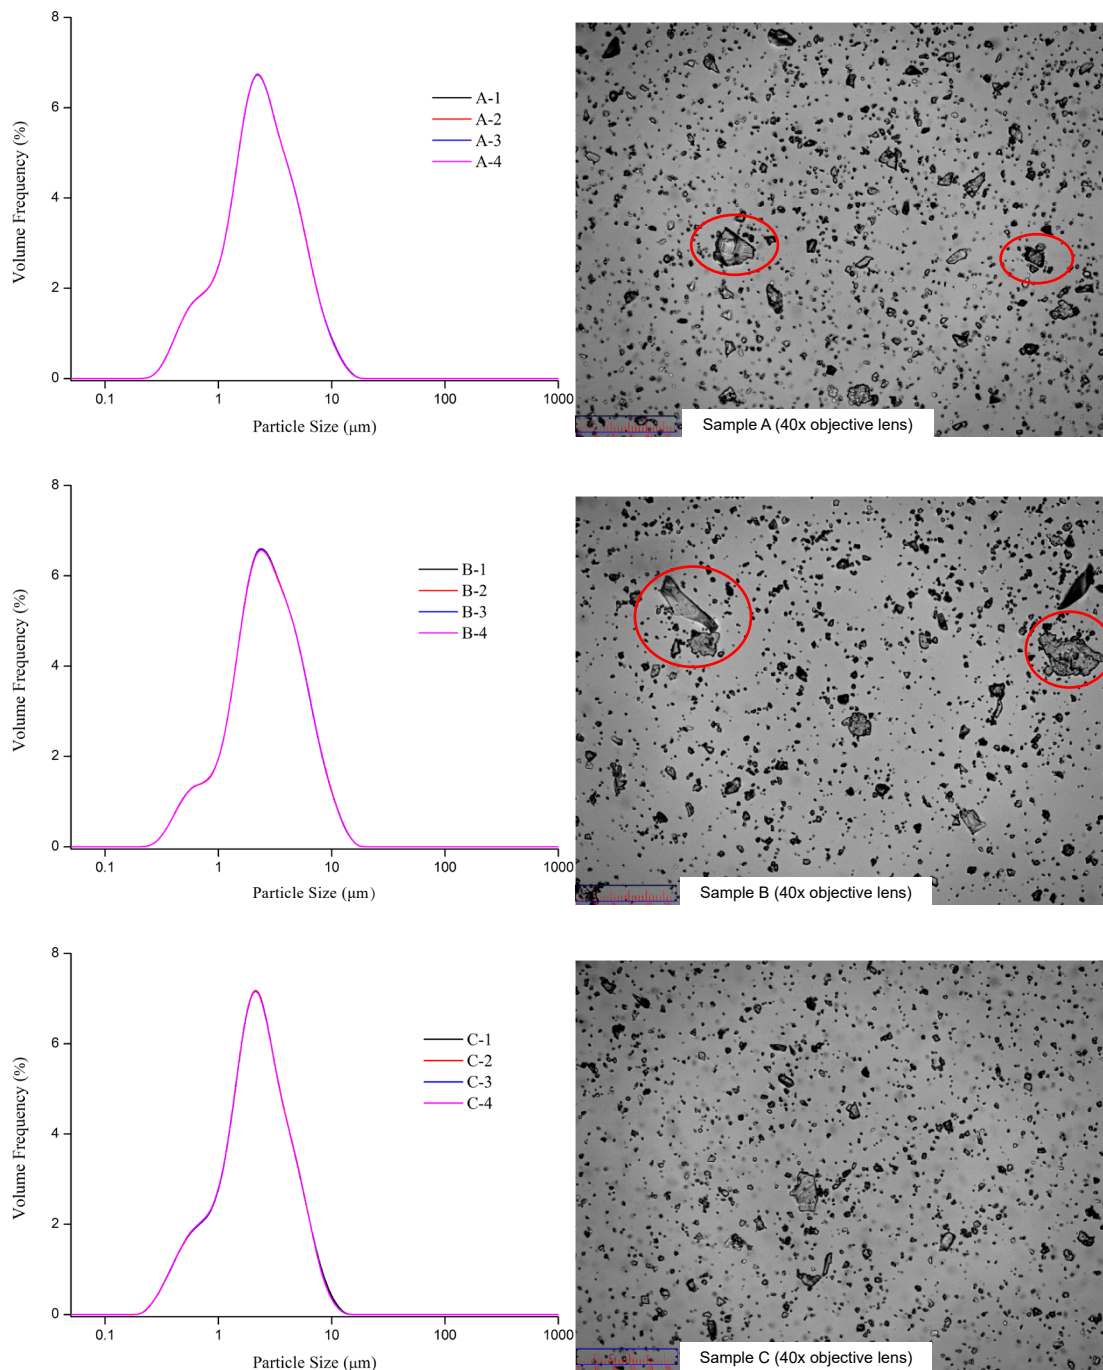 8
6
4
2
0
Volume Frequency (%)
A-1
A-2
A-3
A-4
0.1
1
10
100
1000
Particle Size (μm)
Sample A (40x objective lens)
8
6
4
2
0
Volume Frequency (%)
B-1
B-2
B-3
B-4
0.1
1
10
100
1000
Particle Size (μm)
Sample B (40x objective lens)
8
6
4
2
0
Volume Frequency (%)
C-1
C-2
C-3
C-4
0.1
1
10
100
1000
Particle Size (μm)
Sample C (40x objective lens)